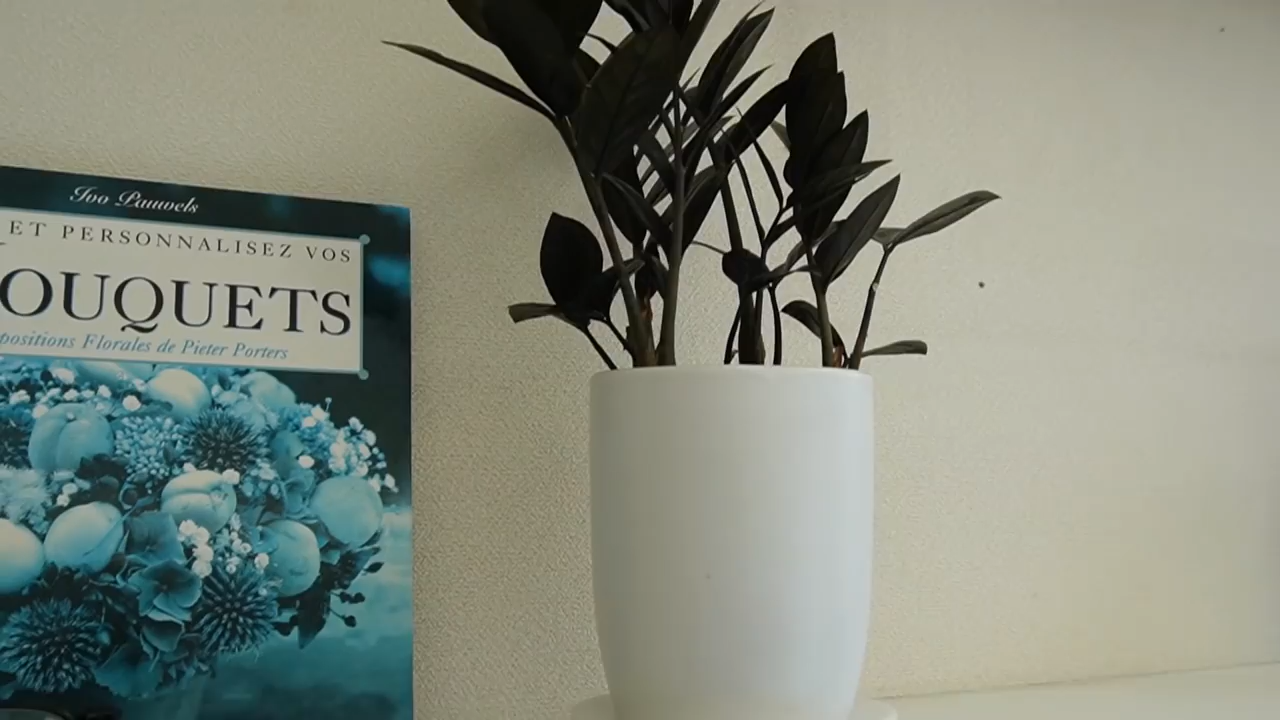 Ivo Pauwels
ET PERSONNALISEZ VOS
OUQUETS
positions Florales de Pieter Porters